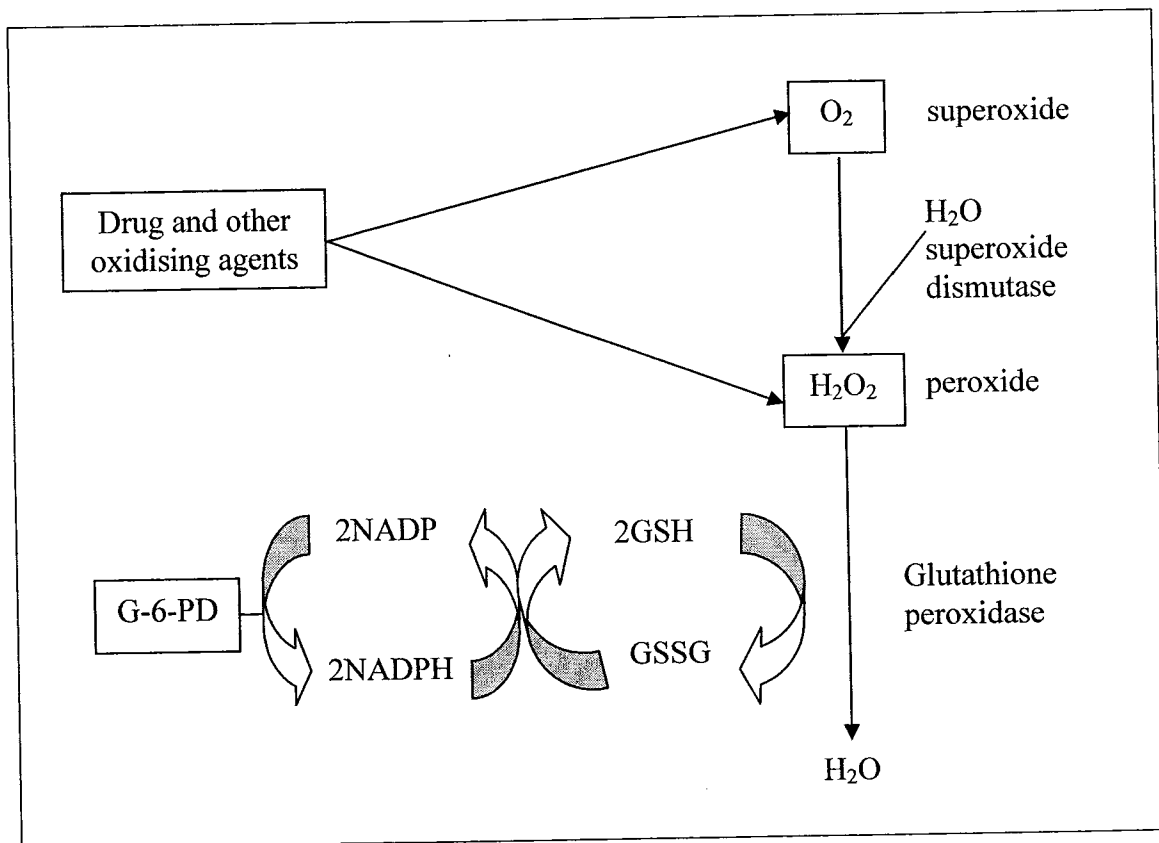 O₂
superoxide
Drug and other
oxidising agents
H₂O
superoxide
dismutase
H₂O₂
peroxide
2NADP
2GSH
G-6-PD
Glutathione
peroxidase
2NADPH
GSSG
H₂O